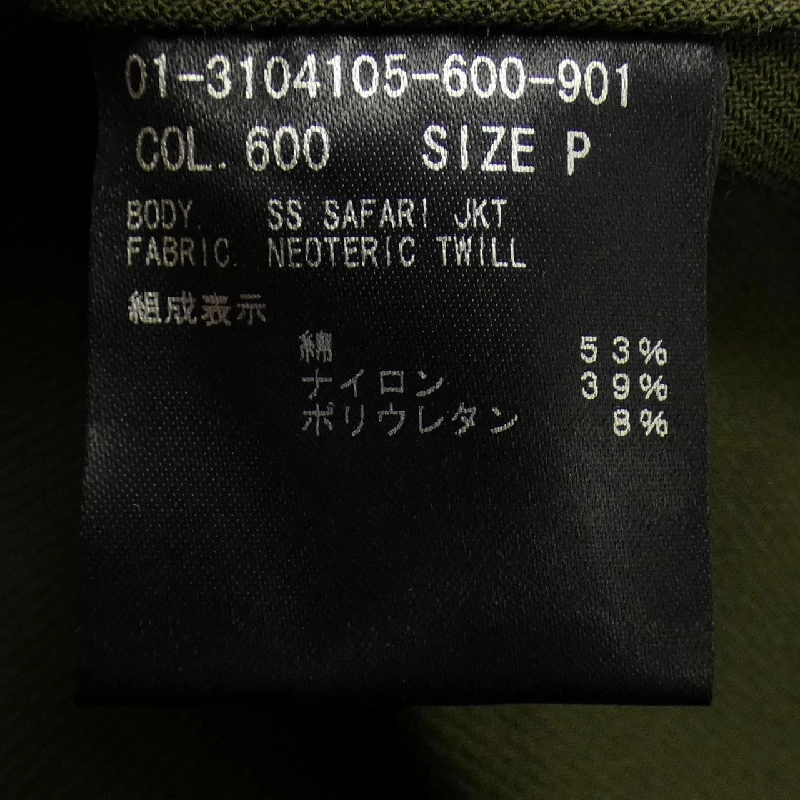 01-3104105-600-901
COL. 600 SIZE P
BODY. SS SAFARI JKT
FABRIC. NEOTERIC TWILL
組成表示
綿 53%
ナイロン 39%
ポリウレタン 8%